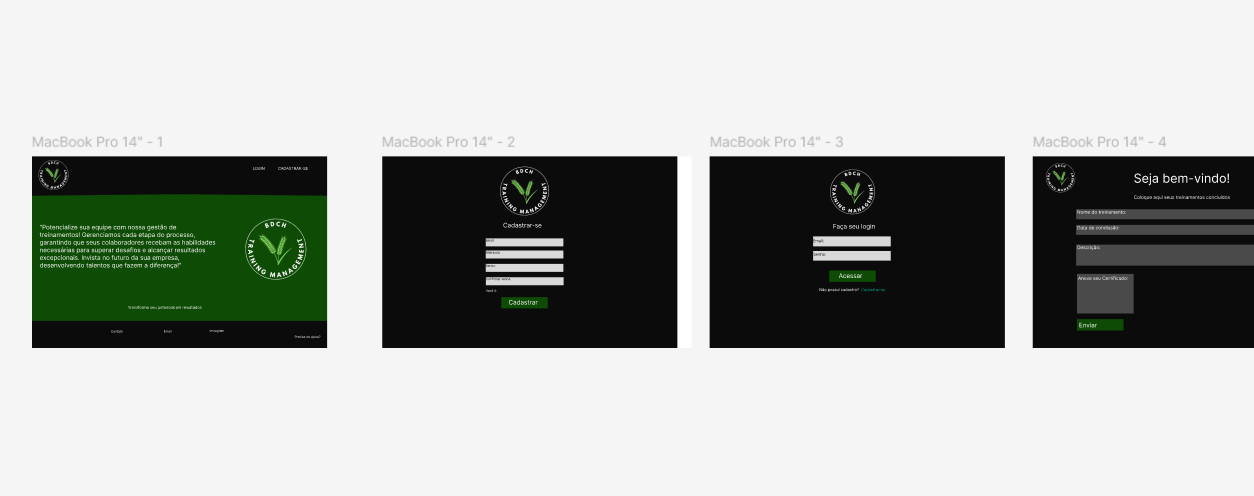 MacBook Pro 14" - 1
BDCH
TRAINING MANAGEMENT
LOGIN CADASTRAR-SE
"Potencialize sua equipe com nossa gestão de
treinamentos! Gerenciamos cada etapa do processo,
garantindo que seus colaboradores recebam as habilidades
necessárias para superar desafios e alcançar resultados
excepcionais. Invista no futuro da sua empresa,
desenvolvendo talentos que fazem a diferença!"
BDCH
TRAINING MANAGEMENT
Transforme seu potencial em resultados
Contato Email Instagram
Precisa de ajuda?
MacBook Pro 14" - 2
BDCH
TRAINING MANAGEMENT
Cadastrar-se
Cadastrar
MacBook Pro 14" - 3
BDCH
TRAINING MANAGEMENT
Faça seu login
Email:
Senha:
Acessar
Não possui cadastro? Cadastrar-se
MacBook Pro 14" - 4
BDCH
TRAINING MANAGEMENT
Seja bem-vindo!
Coloque aqui seus treinamentos concluídos
Nome do treinamento:
Data de conclusão:
Descrição:
Anexe seu Certificado:
Enviar